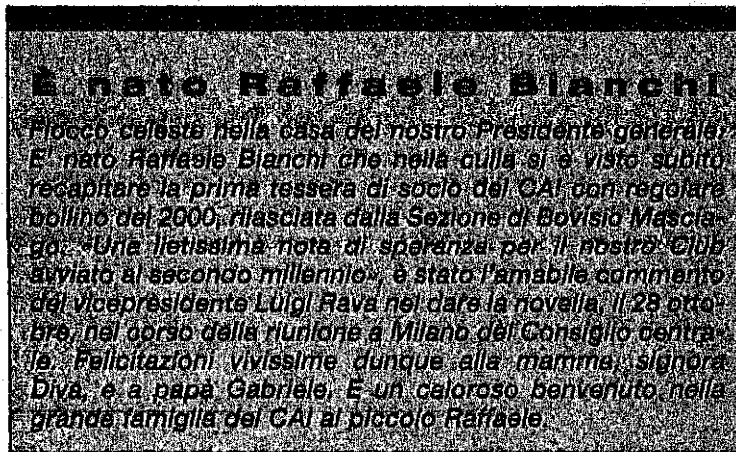 È nato Raffaele Bianchi
Fiocco celeste nella casa del nostro Presidente generale.
E' nato Raffaele Bianchi che nella culla si è visto subito
recapitare la prima tessera di socio del CAI con regolare
bollino del 2000, rilasciata dalla Sezione di Bovisio Mascia-
go. «Una lietissima nota di speranza per il nostro Club
avviato al secondo millennio», è stato l'amabile commento
del vicepresidente Luigi Rava nel dare la novella, il 28 otto-
bre, nel corso della riunione a Milano del Consiglio centra-
le. Felicitazioni vivissime dunque alla mamma, signora
Diva, e a papà Gabriele. E un caloroso benvenuto nella
grande famiglia del CAI al piccolo Raffaele.